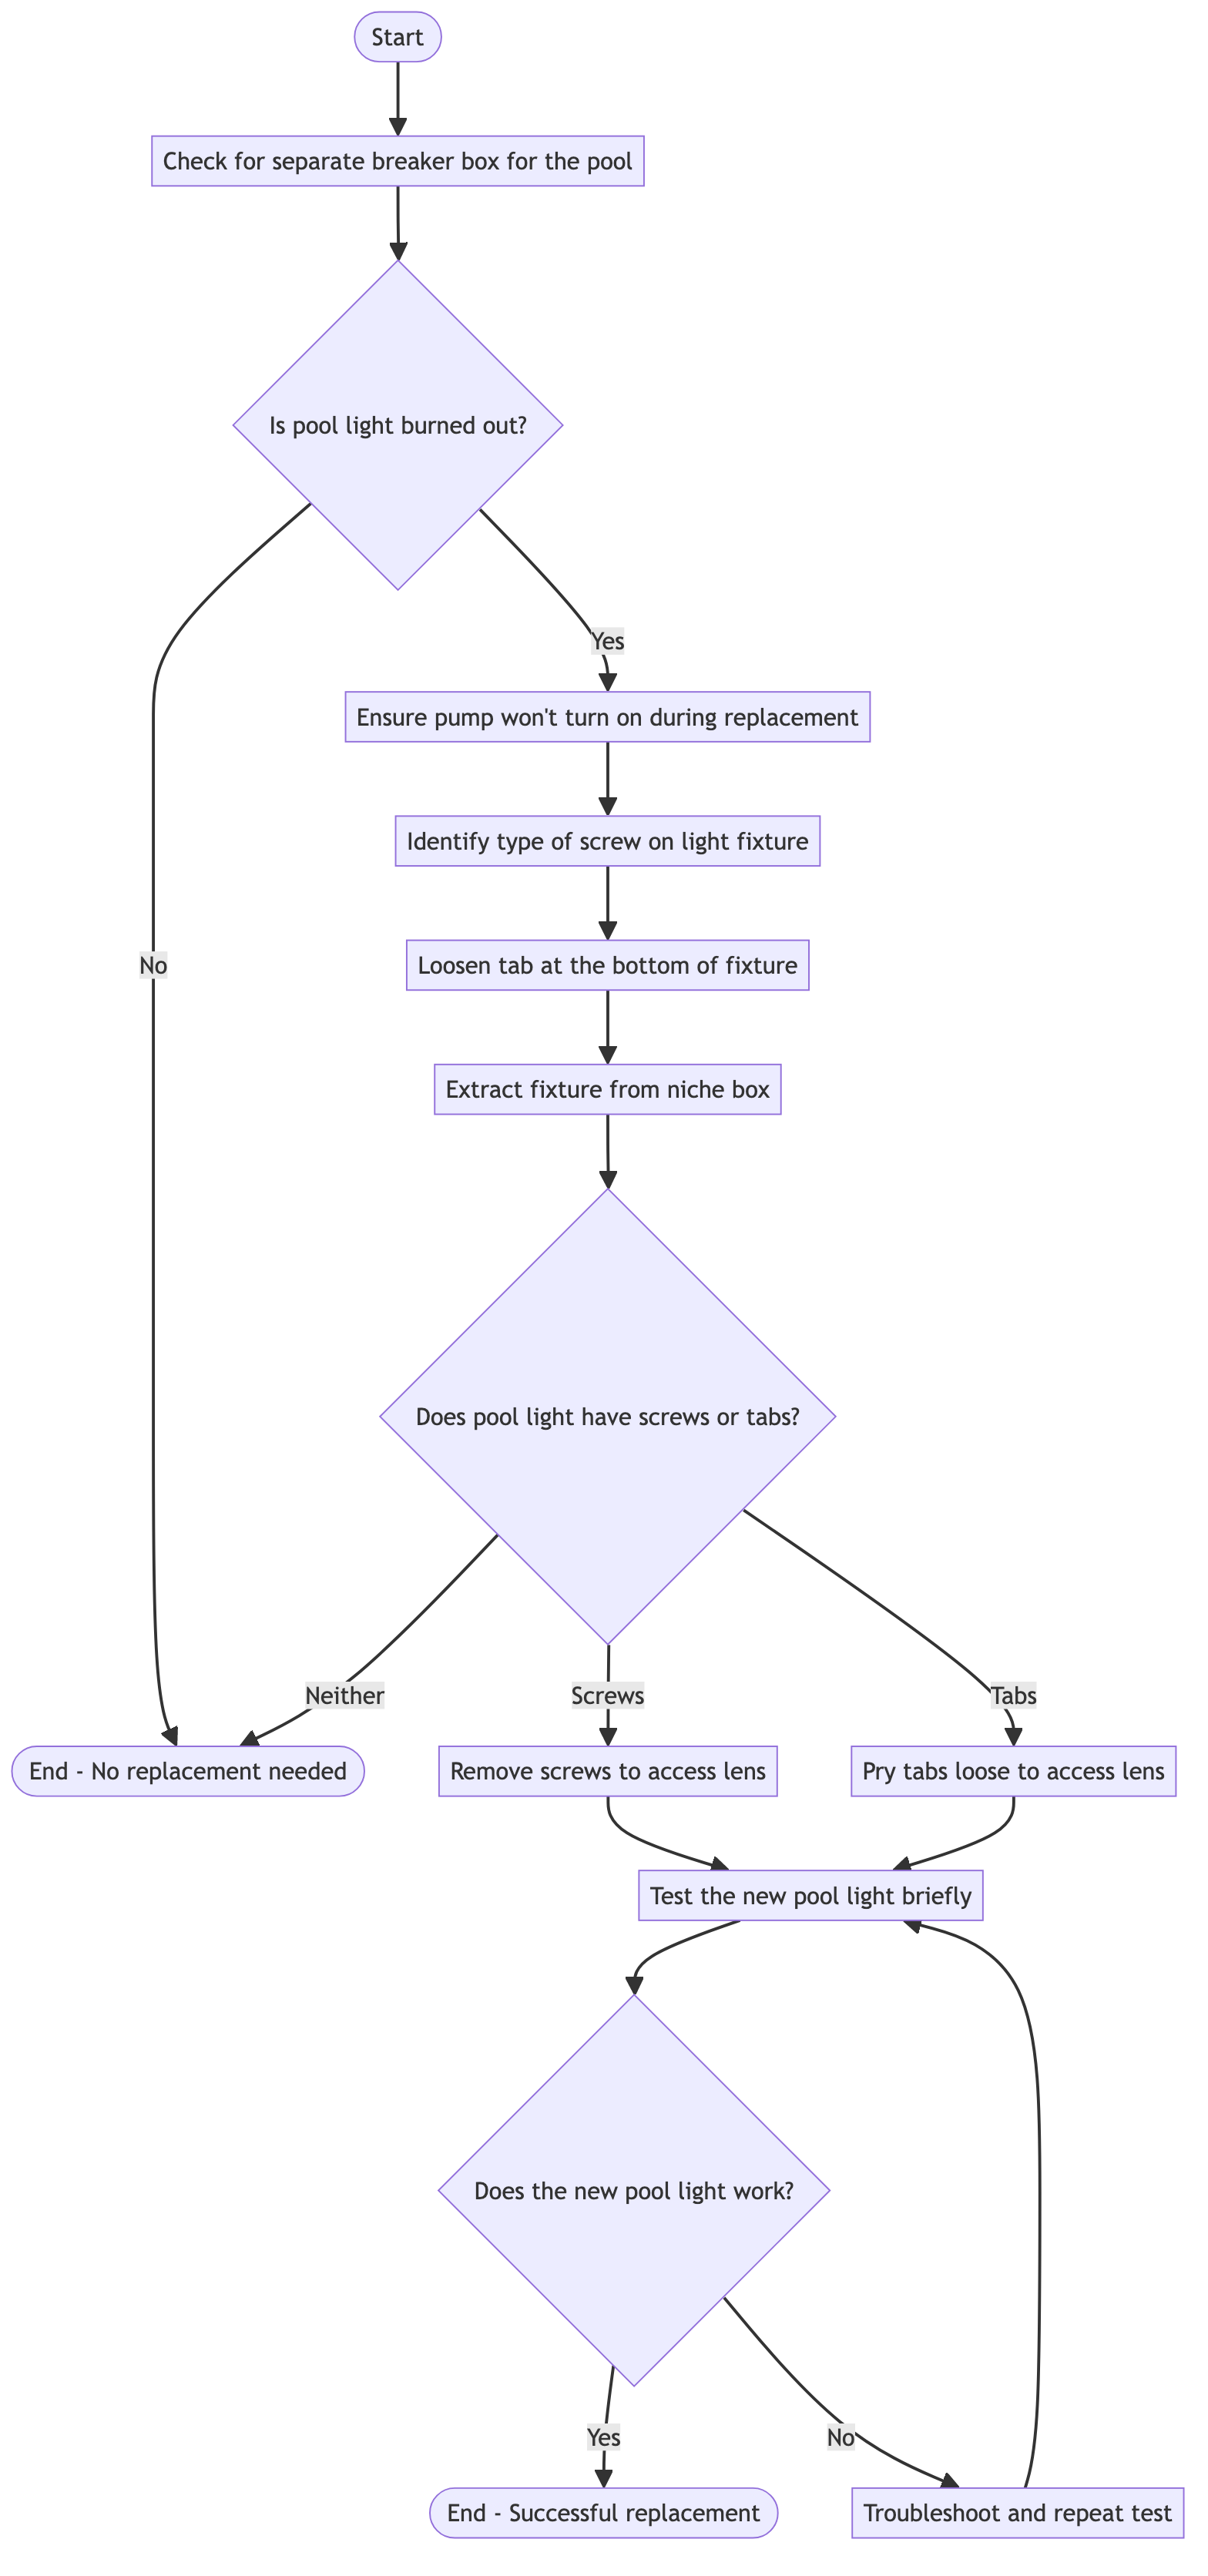 Start
Check for separate breaker box for the pool
Is pool light burned out?
Yes
Ensure pump won't turn on during replacement
Identify type of screw on light fixture
No
Loosen tab at the bottom of fixture
Extract fixture from niche box
Does pool light have screws or tabs?
Neither
Screws
Tabs
End - No replacement needed
Remove screws to access lens
Pry tabs loose to access lens
Test the new pool light briefly
Does the new pool light work?
Yes
No
End - Successful replacement
Troubleshoot and repeat test